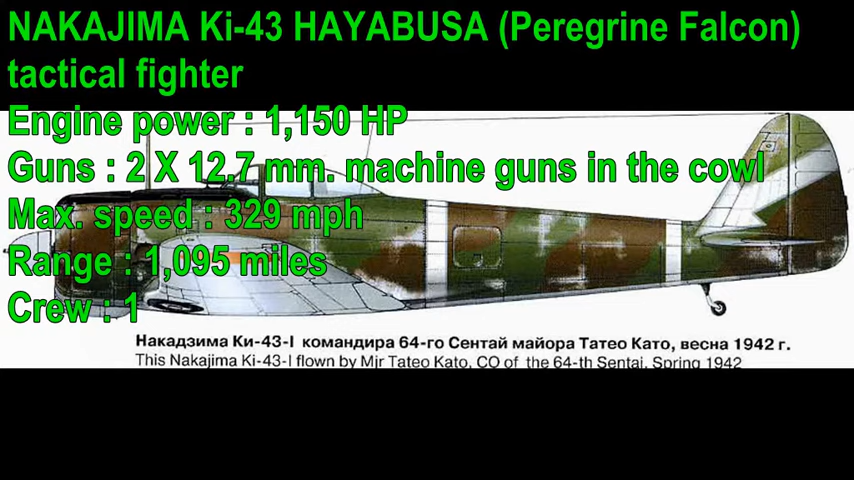 NAKAJIMA Ki-43 HAYABUSA (Peregrine Falcon)
tactical fighter
Engine power : 1,150 HP
Guns : 2 X 12.7 mm. machine guns in the cowl
Max. speed : 329 mph
Range : 1,095 miles
Crew : 1
Накадзима Ки-43-I командира 64-го Сентай майора Татео Като, весна 1942 г.
This Nakajima Ki-43-I flown by Mjr Tateo Kato, CO of the 64-th Sentai, Spring 1942